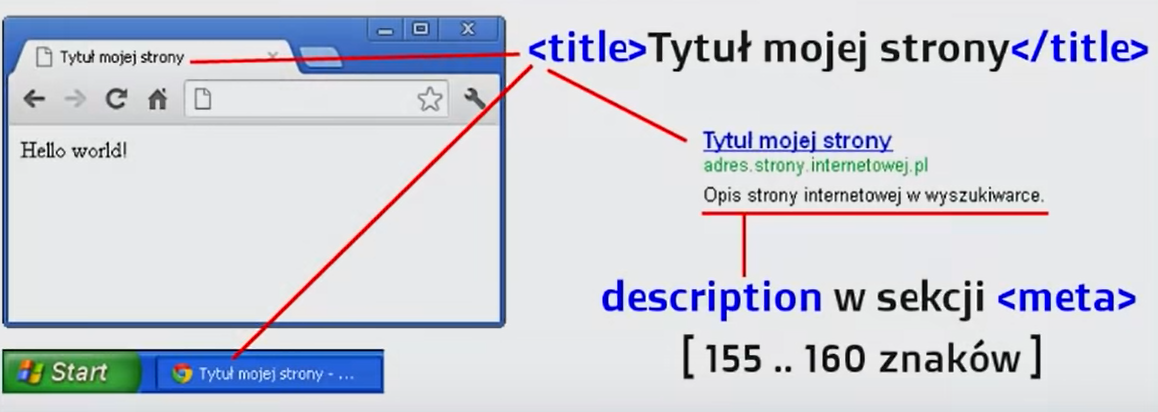 Tytuł mojej strony
<title>Tytuł mojej strony</title>
Hello world!
Tytuł mojej strony
adres.strony.internetowej.pl
Opis strony internetowej w wyszukiwarce.
description w sekcji <meta>
[ 155 .. 160 znaków ]
Start
Tytuł mojej strony - ...